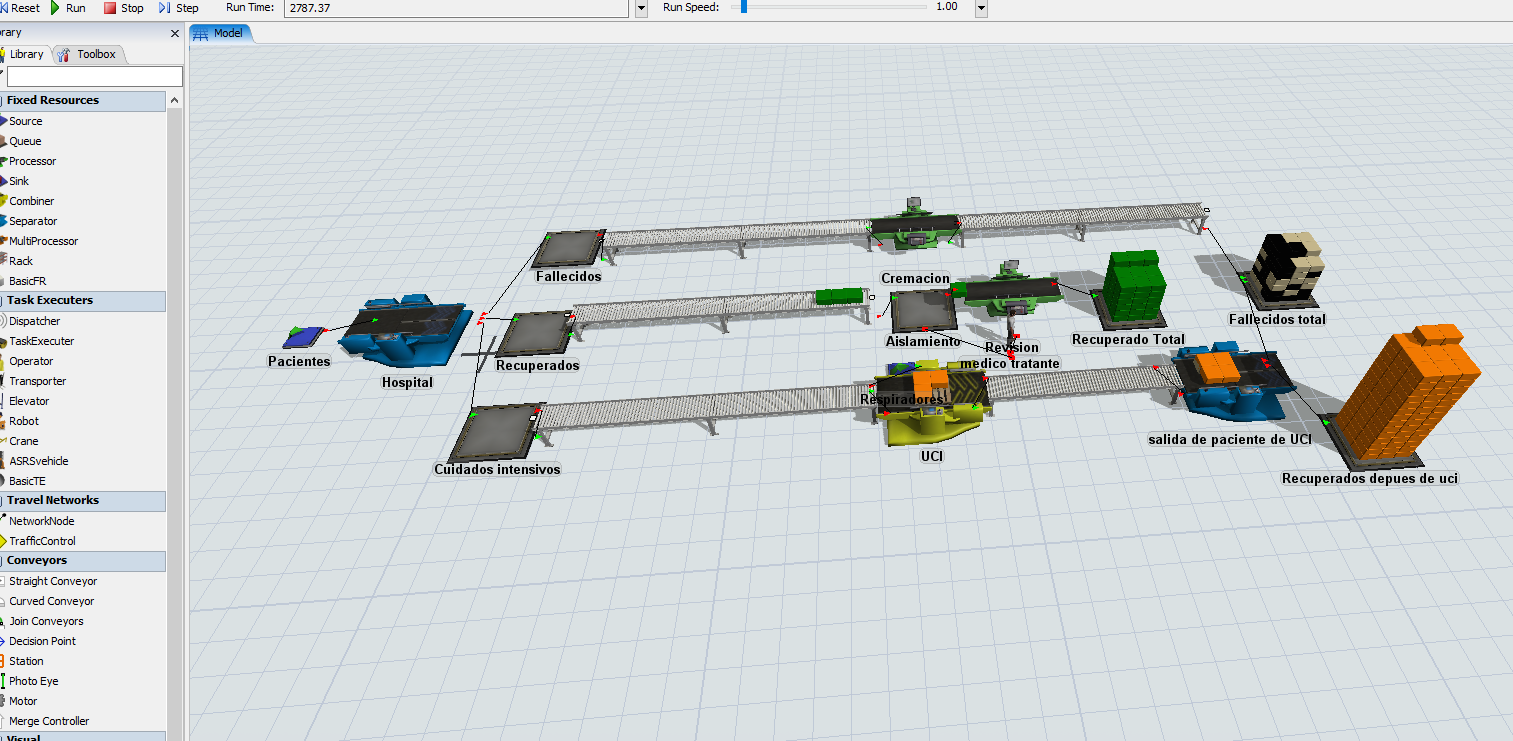 Reset Run Stop Step Run Time: 2787.37 Run Speed: 1.00
rary
Library Toolbox
Model
Fixed Resources
Source
Queue
Processor
Sink
Combiner
Separator
MultiProcessor
Rack
BasicFR
Task Executers
Dispatcher
TaskExecuter
Operator
Transporter
Elevator
Robot
Crane
ASRSvehicle
BasicTE
Travel Networks
NetworkNode
TrafficControl
Conveyors
Straight Conveyor
Curved Conveyor
Join Conveyors
Decision Point
Station
Photo Eye
Motor
Merge Controller
Visual
Pacientes
Hospital
Fallecidos
Recuperados
Cuidados intensivos
Cremacion
Aislamiento
Revision
medico tratante
Recuperado Total
Fallecidos total
Respiradores
UCI
salida de paciente de UCI
Recuperados depues de uci